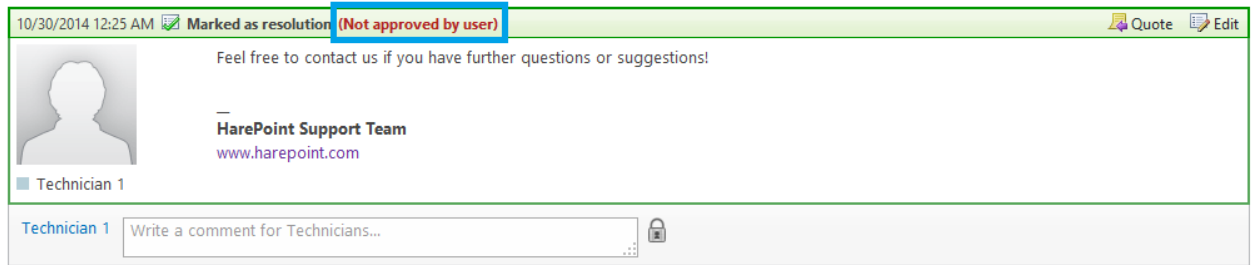 10/30/2014 12:25 AM Marked as resolution (Not approved by user) Quote Edit
Feel free to contact us if you have further questions or suggestions!
—
HarePoint Support Team
www.harepoint.com
Technician 1
Technician 1 Write a comment for Technicians...